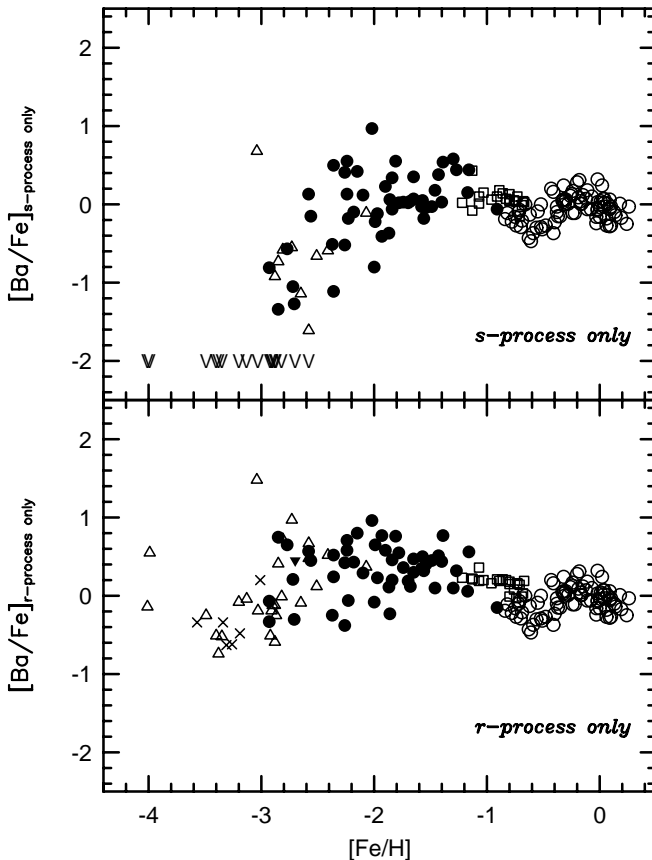 2
1
0
-1
-2
[Ba/Fe]s-process only
s-process only
2
1
0
-1
-2
[Ba/Fe]r-process only
r-process only
-4 -3 -2 -1 0
[Fe/H]